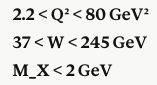 2.2 < Q² < 80 GeV²
37 < W < 245 GeV
M_X < 2 GeV